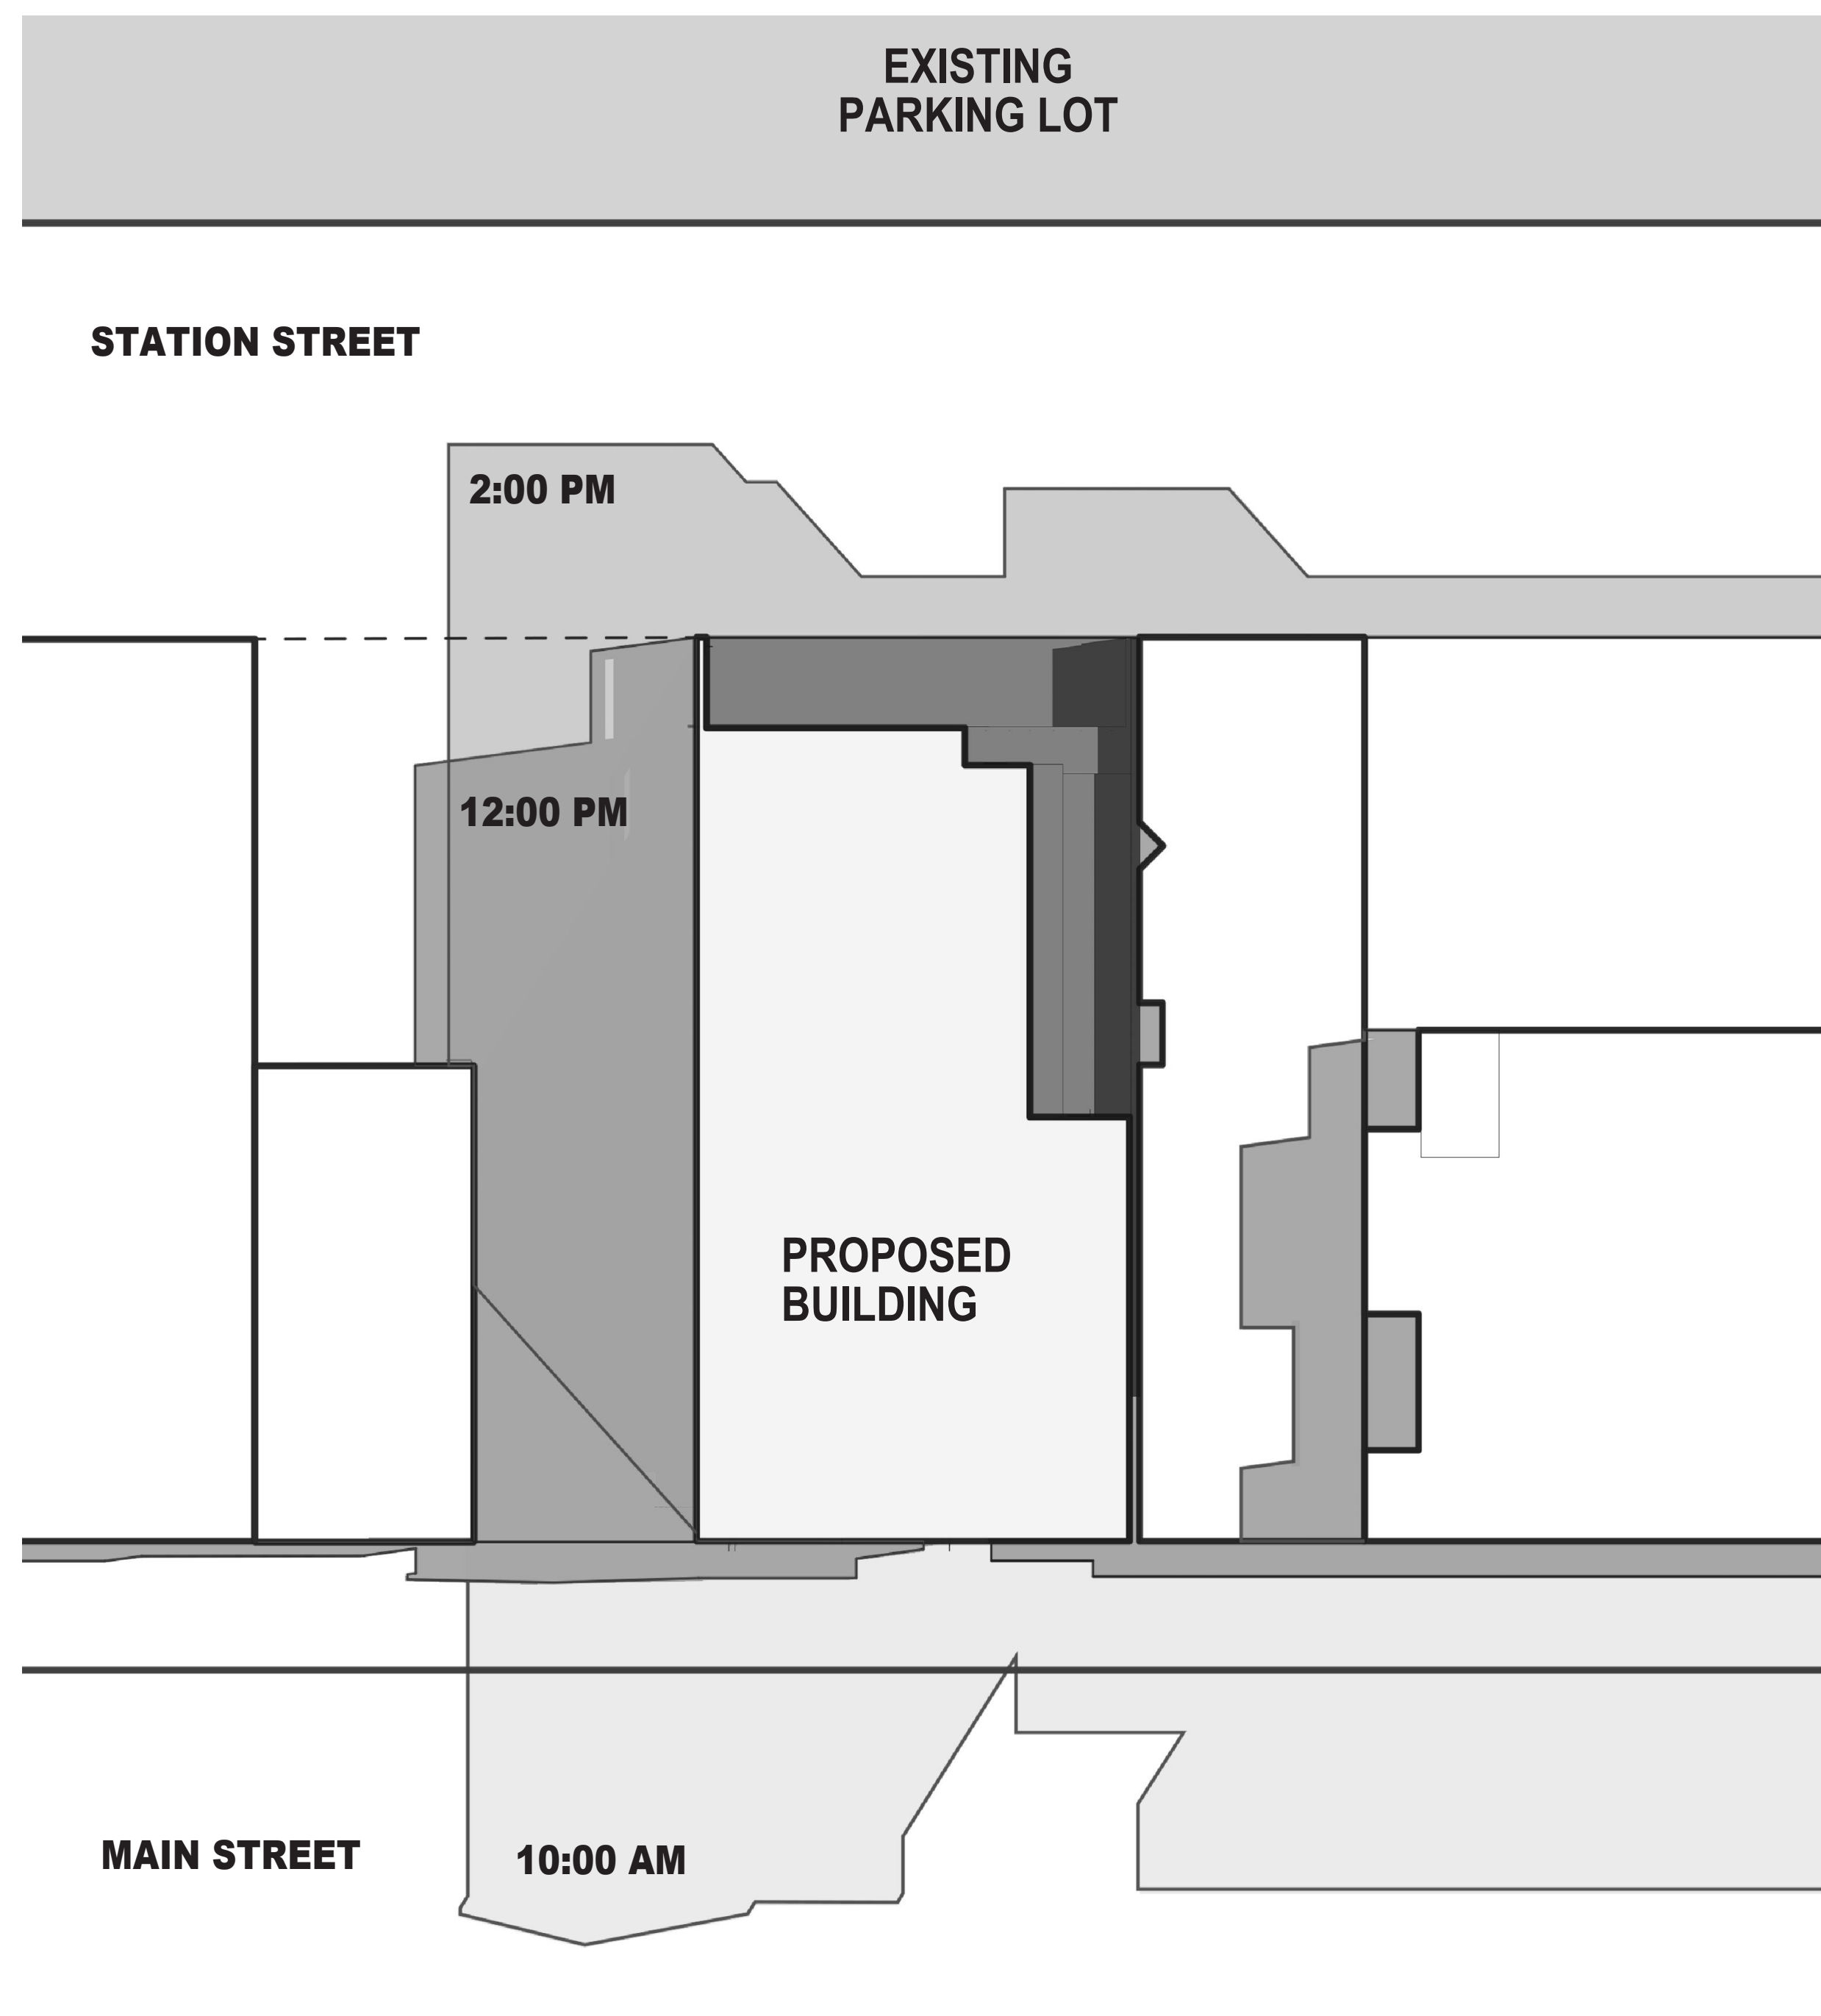 EXISTING
PARKING LOT
STATION STREET
2:00 PM
12:00 PM
PROPOSED
BUILDING
MAIN STREET
10:00 AM